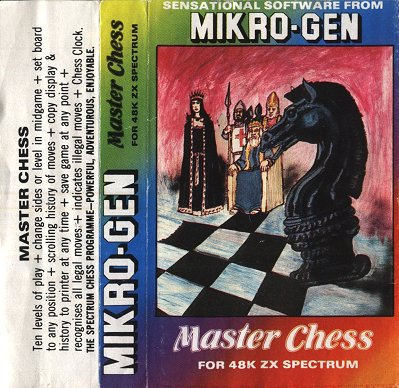 MASTER CHESS
Ten levels of play + change sides or level in midgame + set board
to any position + scrolling history of moves + copy display &
history to printer at any time + save game at any point +
recognises all legal moves + indicates illegal moves + Chess Clock.
THE SPECTRUM CHESS PROGRAMME—POWERFUL, ADVENTUROUS, ENJOYABLE.
MIKRO-GEN
Master Chess
FOR 48K ZX SPECTRUM
SENSATIONAL SOFTWARE FROM
MIKRO-GEN
Master Chess
FOR 48K ZX SPECTRUM